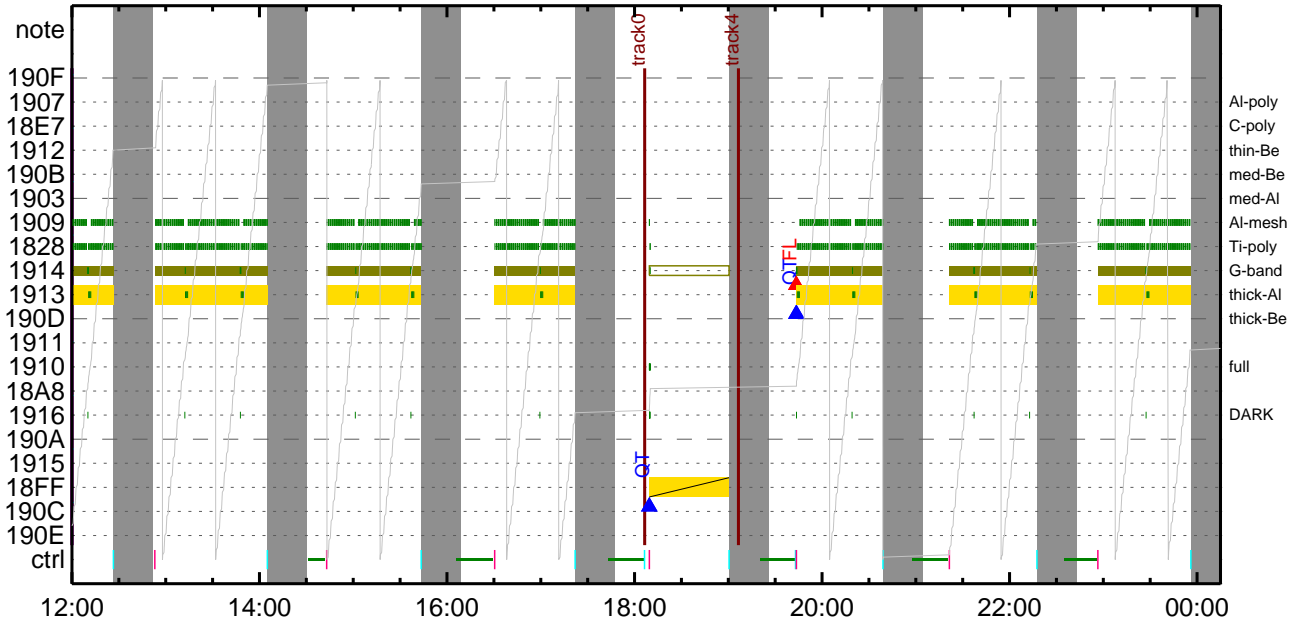 track0
track4
note
190F
1907 Al-poly
18E7 C-poly
1912 thin-Be
190B med-Be
1903 med-Al
1909 Al-mesh
1828 Ti-poly
1914 G-band
1913 thick-Al
190D thick-Be
1911
1910 full
18A8
1916 DARK
190A
1915
18FF
190C
190E
ctrl
QT
QT
FL
12:00 14:00 16:00 18:00 20:00 22:00 00:00